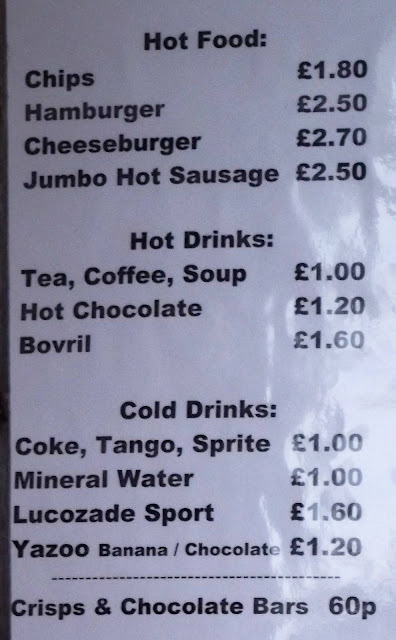 Hot Food:
Chips £1.80
Hamburger £2.50
Cheeseburger £2.70
Jumbo Hot Sausage £2.50
Hot Drinks:
Tea, Coffee, Soup £1.00
Hot Chocolate £1.20
Bovril £1.60
Cold Drinks:
Coke, Tango, Sprite £1.00
Mineral Water £1.00
Lucozade Sport £1.60
Yazoo Banana / Chocolate £1.20
Crisps & Chocolate Bars 60p